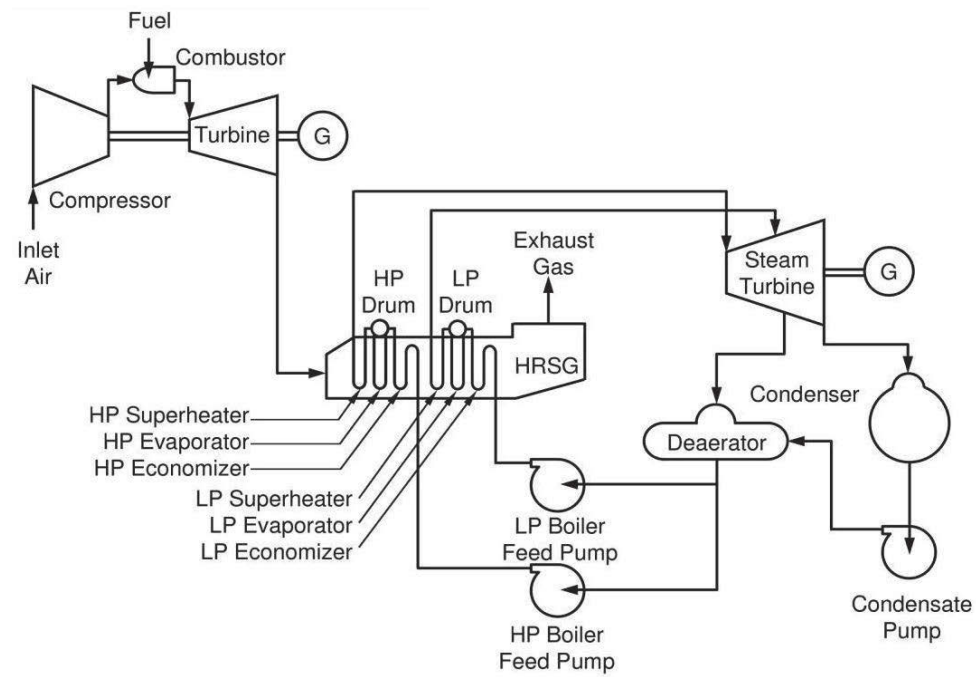 Fuel
Combustor
Turbine
G
Compressor
Inlet
Air
Exhaust
Gas
Steam
Turbine
G
HP
Drum
LP
Drum
HRSG
HP Superheater
HP Evaporator
HP Economizer
LP Superheater
LP Evaporator
LP Economizer
Condenser
Deaerator
LP Boiler
Feed Pump
HP Boiler
Feed Pump
Condensate
Pump